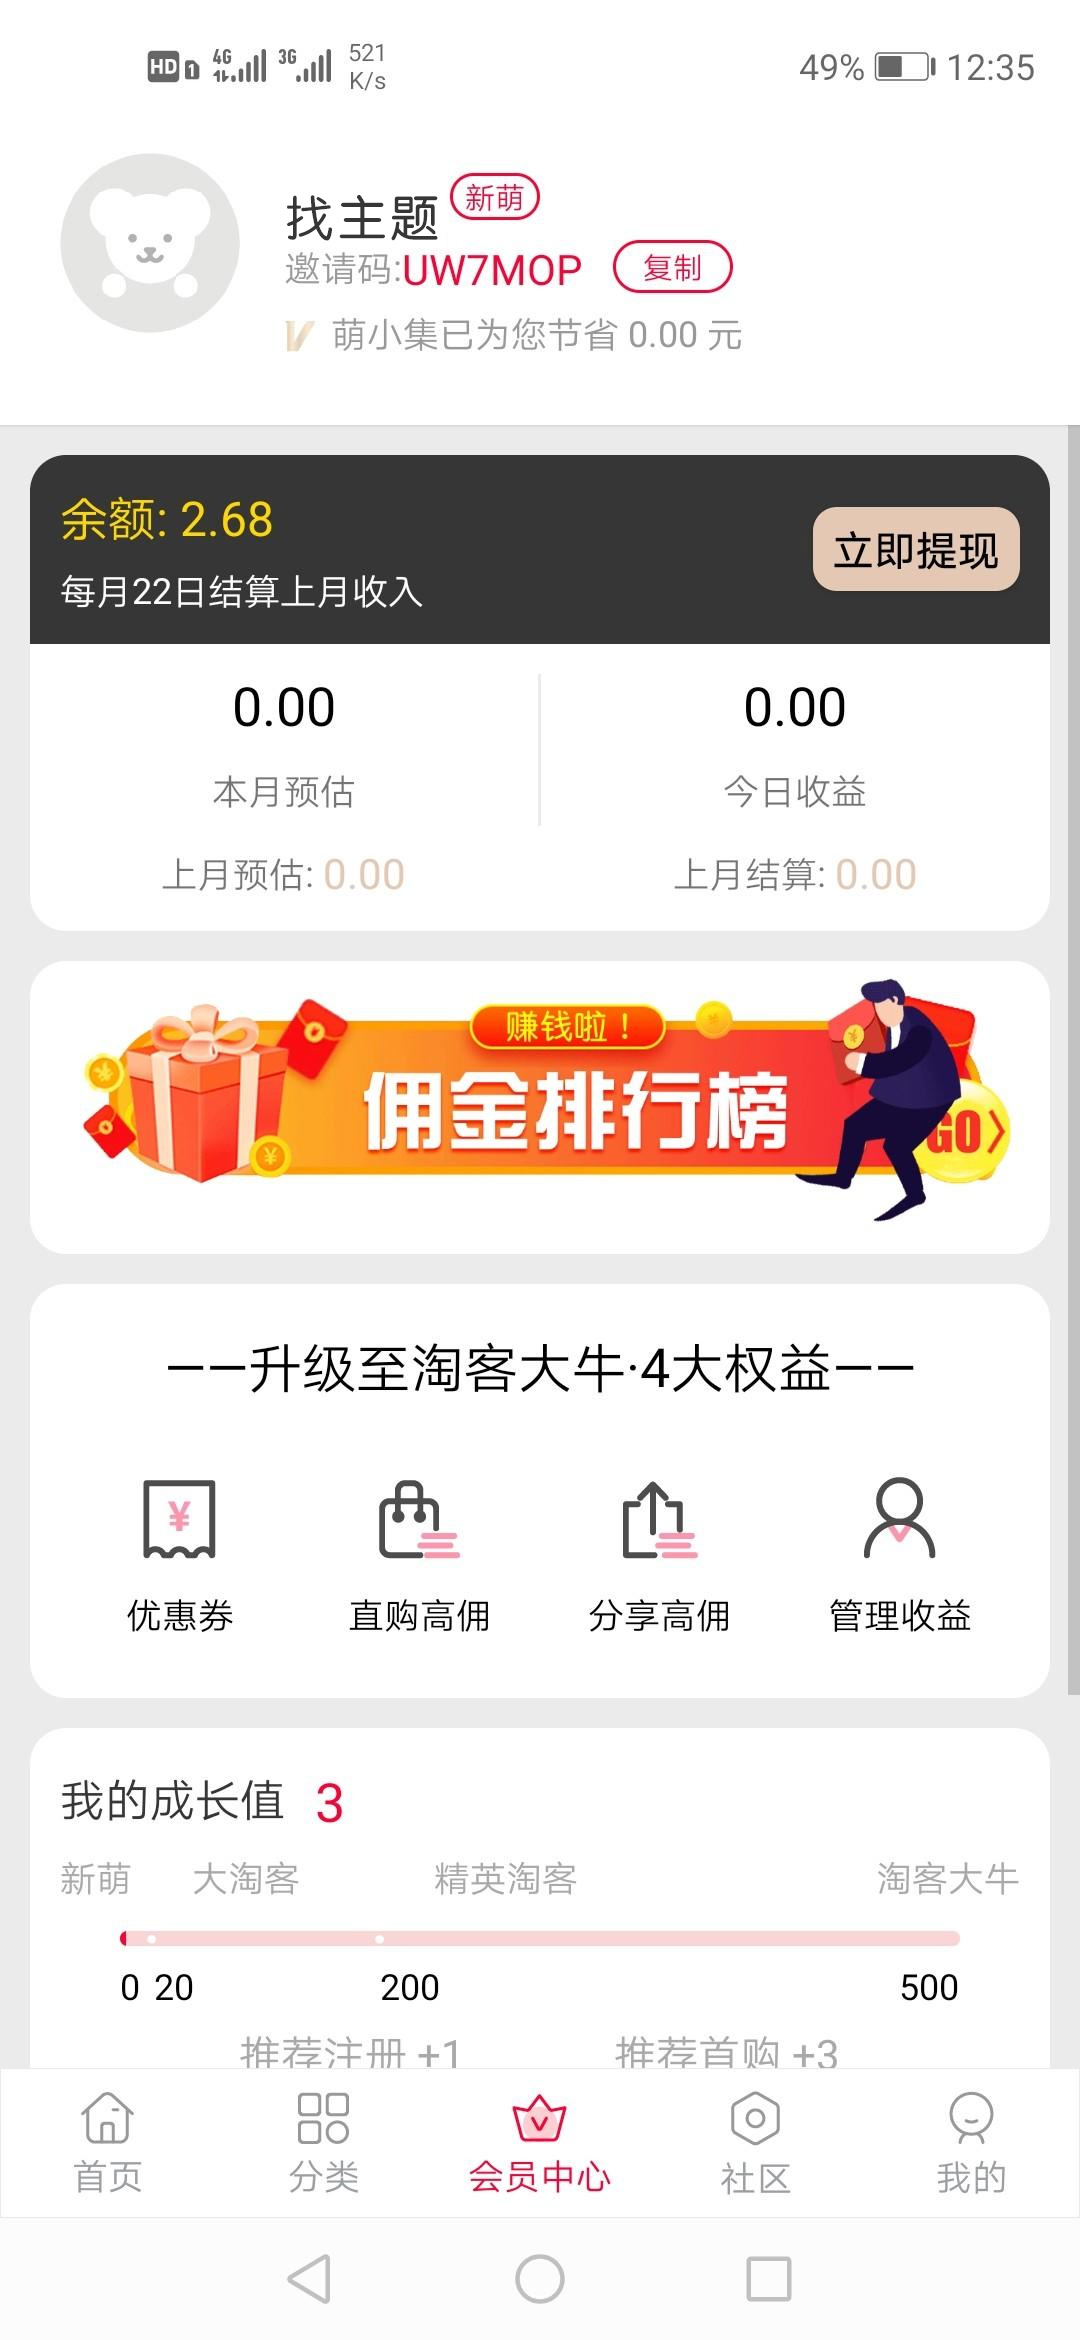 HD 1 4G 3G 521 K/s 49% 12:35
找主题 新萌
邀请码:UW7MOP 复制
萌小集已为您节省 0.00 元
余额: 2.68
立即提现
每月22日结算上月收入
0.00 0.00
本月预估 今日收益
上月预估: 0.00 上月结算: 0.00
赚钱啦！
佣金排行榜
GO
——升级至淘客大牛·4大权益——
¥
优惠券 直购高佣 分享高佣 管理收益
我的成长值 3
新萌 大淘客 精英淘客 淘客大牛
0 20 200 500
推荐注册 +1 推荐首购 +3
首页 分类 会员中心 社区 我的